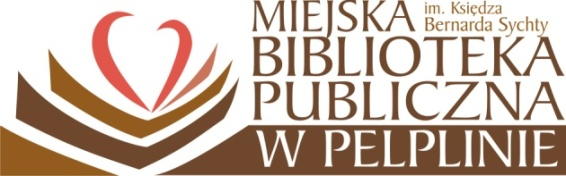 MIEJSKA im. Księdza Bernarda Sychty
BIBLIOTEKA
PUBLICZNA
W PELPLINIE